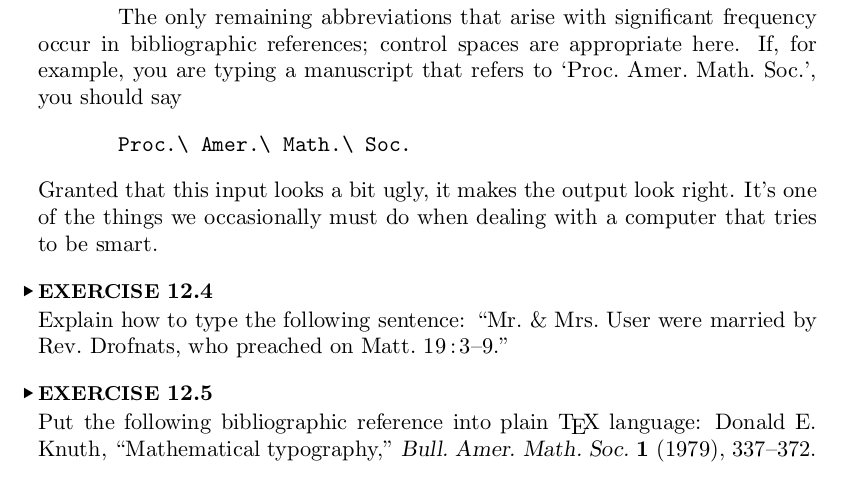 The only remaining abbreviations that arise with significant frequency
occur in bibliographic references; control spaces are appropriate here. If, for
example, you are typing a manuscript that refers to ‘Proc. Amer. Math. Soc.’,
you should say
Proc.\ Amer.\ Math.\ Soc.
Granted that this input looks a bit ugly, it makes the output look right. It’s one
of the things we occasionally must do when dealing with a computer that tries
to be smart.
▶EXERCISE 12.4
Explain how to type the following sentence: “Mr. & Mrs. User were married by
Rev. Drofnats, who preached on Matt. 19:3–9.”
▶EXERCISE 12.5
Put the following bibliographic reference into plain TEX language: Donald E.
Knuth, “Mathematical typography,” Bull. Amer. Math. Soc. 1 (1979), 337–372.